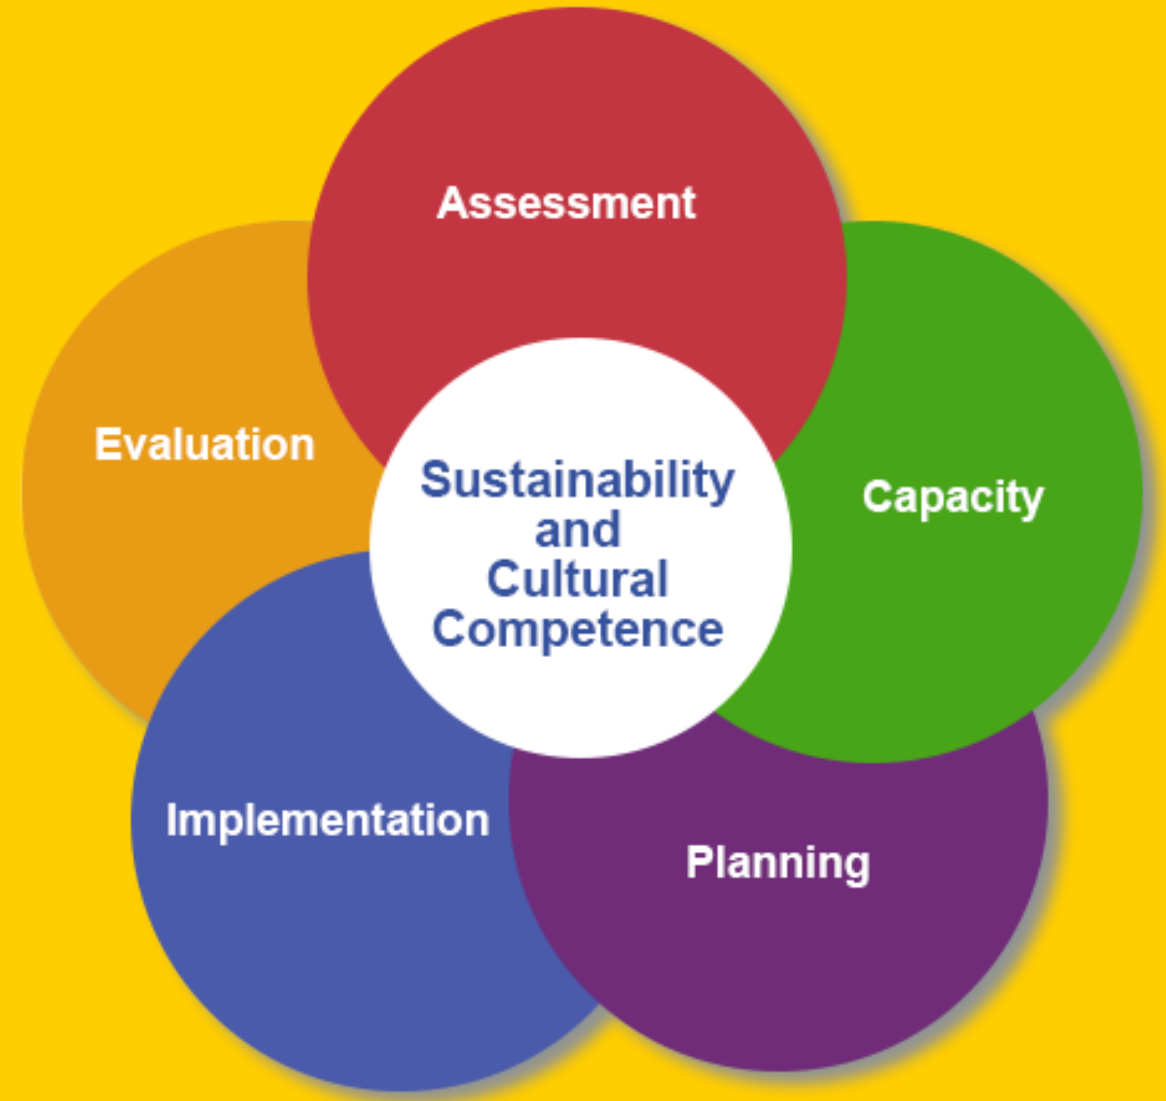 Assessment
Evaluation
Sustainability
and
Cultural
Competence
Capacity
Implementation
Planning